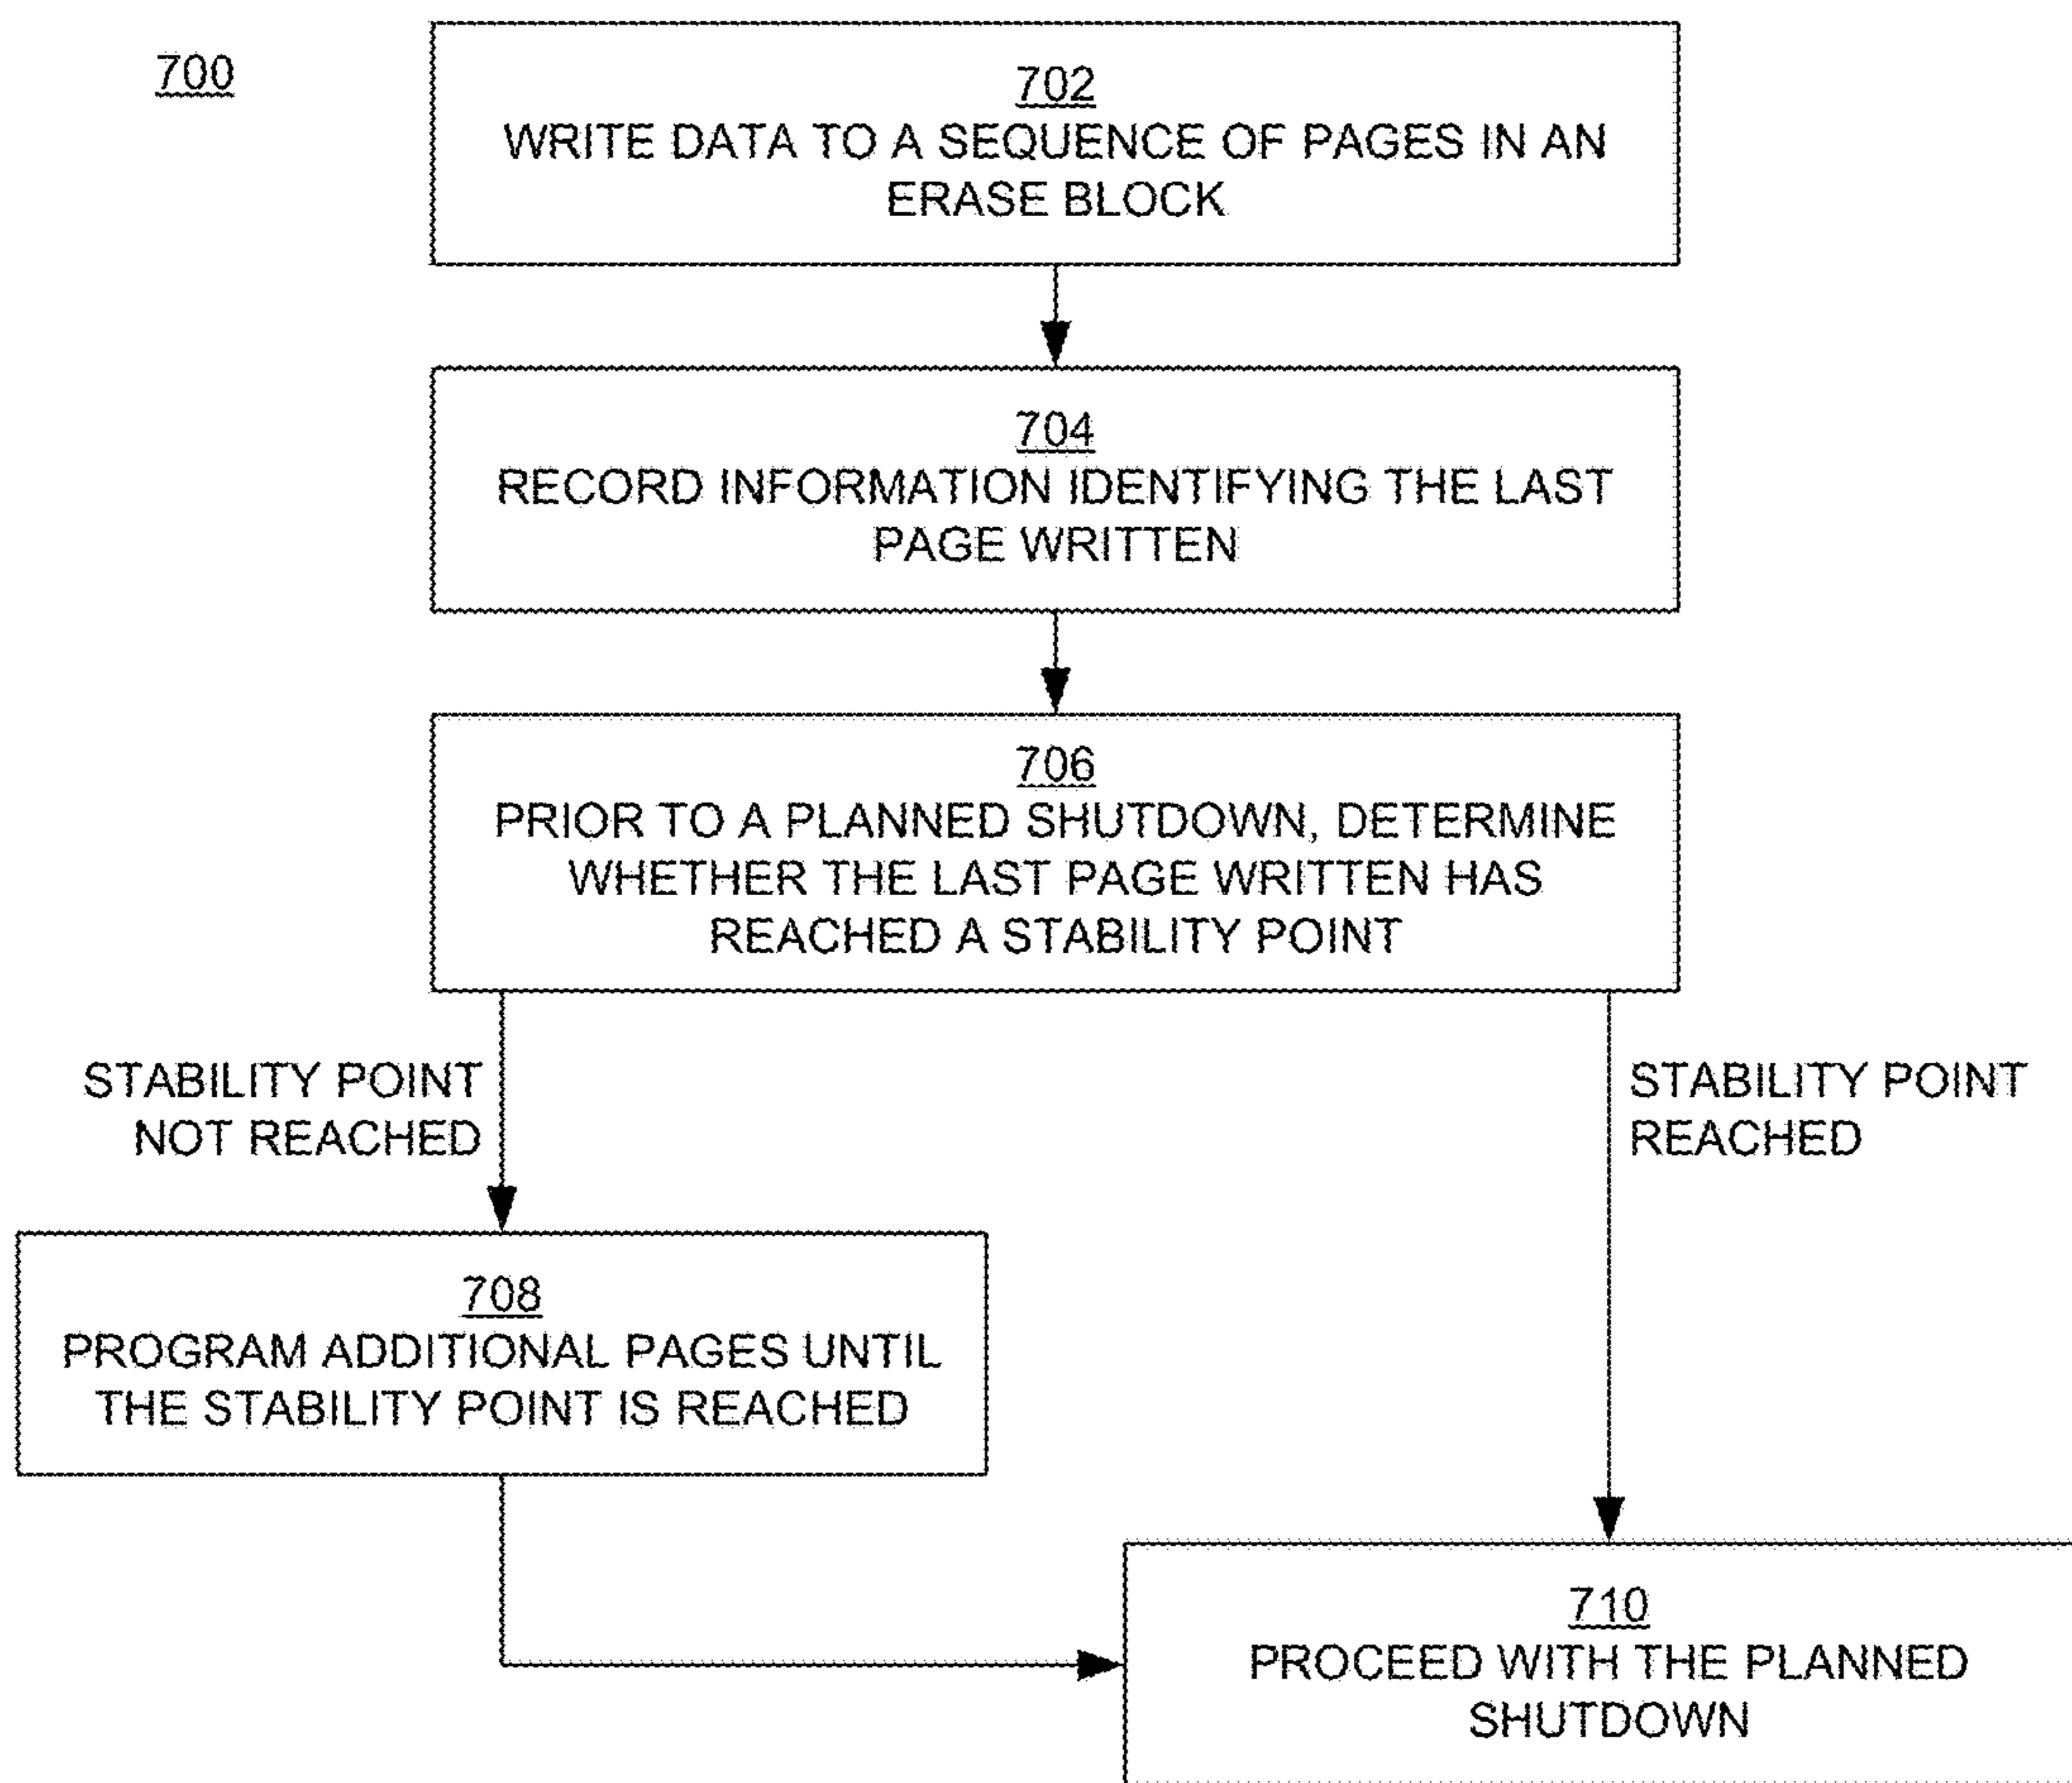 700
702
WRITE DATA TO A SEQUENCE OF PAGES IN AN
ERASE BLOCK
704
RECORD INFORMATION IDENTIFYING THE LAST
PAGE WRITTEN
706
PRIOR TO A PLANNED SHUTDOWN, DETERMINE
WHETHER THE LAST PAGE WRITTEN HAS
REACHED A STABILITY POINT
STABILITY POINT
NOT REACHED
STABILITY POINT
REACHED
708
PROGRAM ADDITIONAL PAGES UNTIL
THE STABILITY POINT IS REACHED
710
PROCEED WITH THE PLANNED
SHUTDOWN